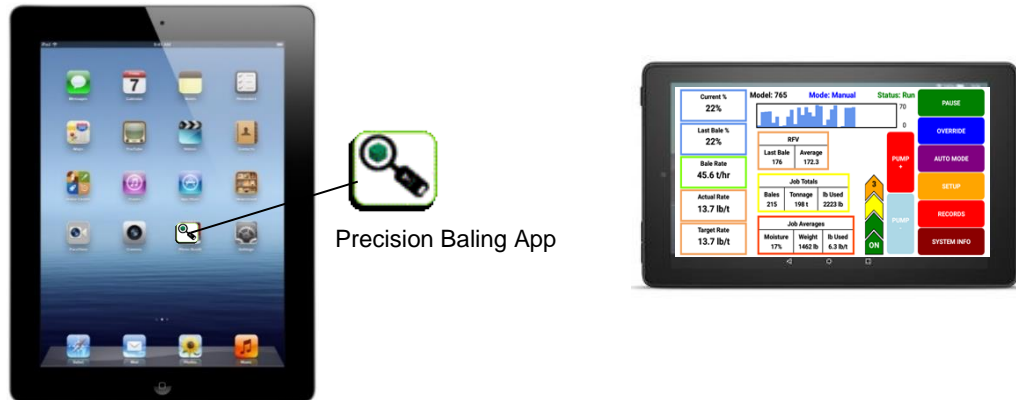 7
Precision Baling App
Current %
22%
Last Bale %
22%
Bale Rate
45.6 t/hr
Actual Rate
13.7 lb/t
Target Rate
13.7 lb/t
Model: 765 Mode: Manual Status: Run
70
0
RFV
Last Bale Average
176 172.3
Job Totals
Bales Tonnage lb Used
215 198 t 2223 lb
Job Averages
Moisture Weight lb Used
17% 1462 lb 6.3 lb/t
3
ON
PUMP
+
PUMP
-
PAUSE
OVERRIDE
AUTO MODE
SETUP
RECORDS
SYSTEM INFO